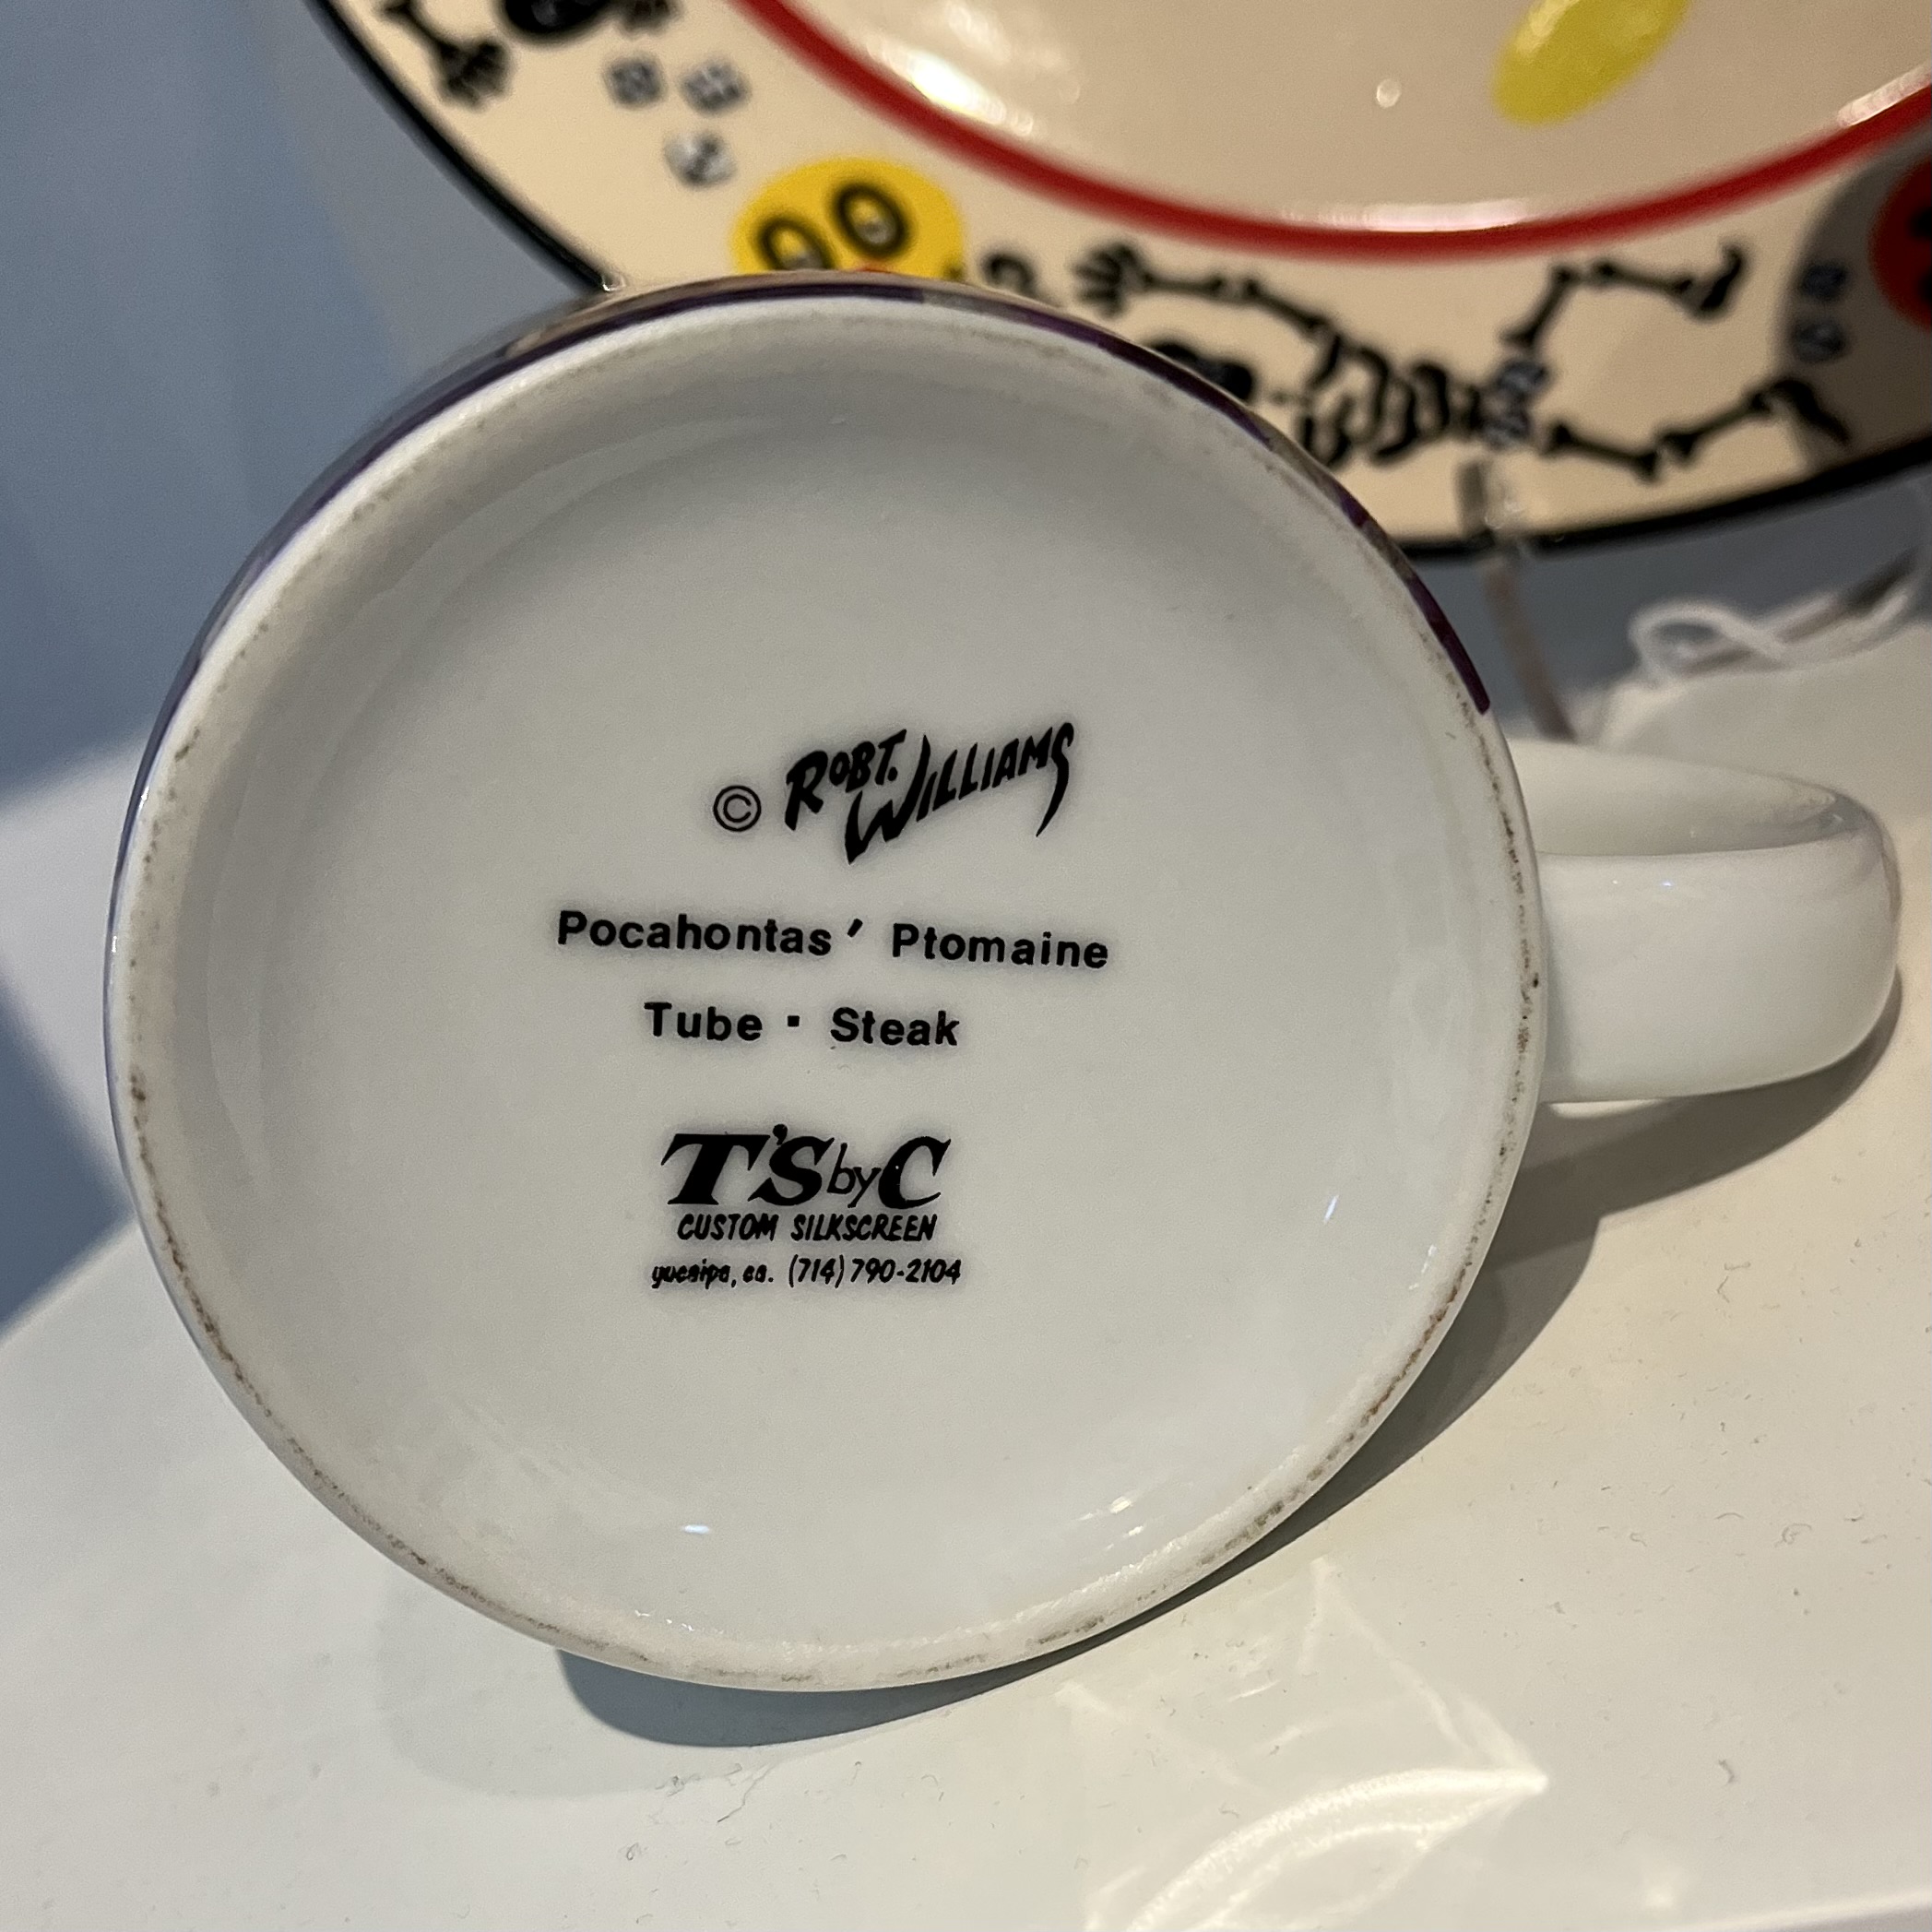 © ROBT. WILLIAMS
Pocahontas' Ptomaine
Tube ▪ Steak
T'S by C
CUSTOM SILKSCREEN
yucaipa, ca. (714) 790-2104